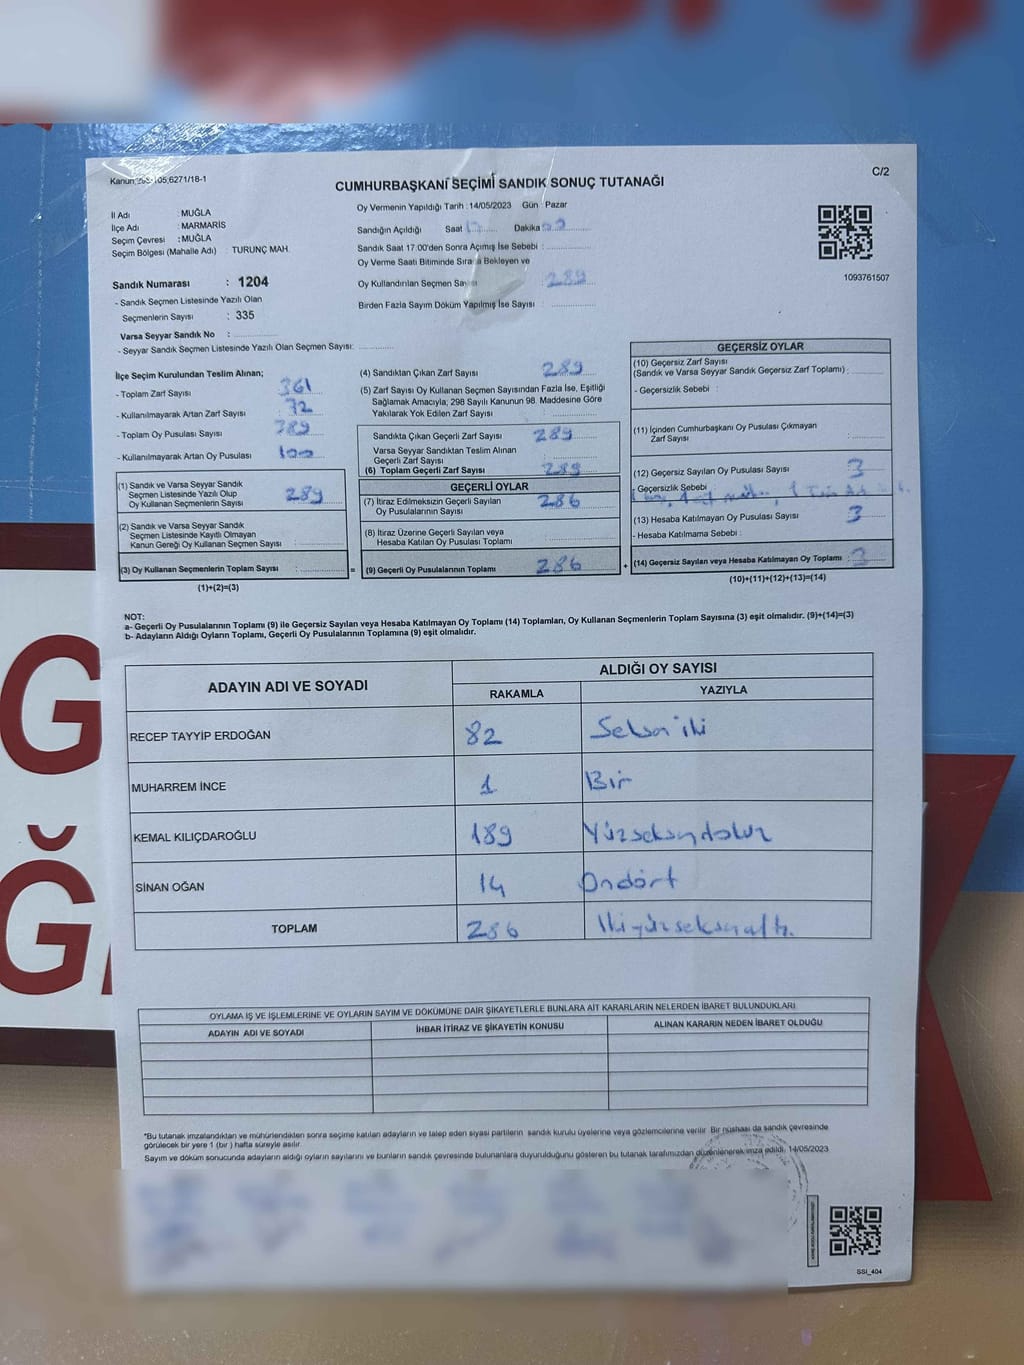 C/2
Kanun 298-105,6271/18-1
CUMHURBAŞKANI SEÇİMİ SANDIK SONUÇ TUTANAĞI
İl Adı : MUĞLA
İlçe Adı : MARMARİS
Seçim Çevresi : MUĞLA
Seçim Bölgesi (Mahalle Adı) : TURUNÇ MAH.
Sandık Numarası : 1204
- Sandık Seçmen Listesinde Yazılı Olan
Seçmenlerin Sayısı : 335
Varsa Seyyar Sandık No :
- Seyyar Sandık Seçmen Listesinde Yazılı Olan Seçmen Sayısı:
Oy Vermenin Yapıldığı Tarih : 14/05/2023 Gün : Pazar
Sandığın Açıldığı Saat Dakika
Sandık Saat 17:00'den Sonra Açılmış İse Sebebi :
Oy Verme Saati Bitiminde Sırada Bekleyen ve
Oy Kullandırılan Seçmen Sayısı : 289
Birden Fazla Sayım Döküm Yapılmış İse Sayısı :
1093761507
İlçe Seçim Kurulundan Teslim Alınan;
- Toplam Zarf Sayısı : 361
- Kullanılmayarak Artan Zarf Sayısı : 72
- Toplam Oy Pusulası Sayısı : 389
- Kullanılmayarak Artan Oy Pusulası : 100
(1) Sandık ve Varsa Seyyar Sandık
Seçmen Listesinde Yazılı Olup
Oy Kullanan Seçmenlerin Sayısı : 289
(2) Sandık ve Varsa Seyyar Sandık
Seçmen Listesinde Kayıtlı Olmayan
Kanun Gereği Oy Kullanan Seçmen Sayısı :
(3) Oy Kullanan Seçmenlerin Toplam Sayısı : =
(1)+(2)=(3)
(4) Sandıktan Çıkan Zarf Sayısı : 289
(5) Zarf Sayısı Oy Kullanan Seçmen Sayısından Fazla İse, Eşitliği
Sağlamak Amacıyla; 298 Sayılı Kanunun 98. Maddesine Göre
Yakılarak Yok Edilen Zarf Sayısı :
Sandıkta Çıkan Geçerli Zarf Sayısı : 289
Varsa Seyyar Sandıktan Teslim Alınan
Geçerli Zarf Sayısı :
(6) Toplam Geçerli Zarf Sayısı : 289
GEÇERLİ OYLAR
(7) İtiraz Edilmeksizin Geçerli Sayılan
Oy Pusulalarının Sayısı : 286
(8) İtiraz Üzerine Geçerli Sayılan veya
Hesaba Katılan Oy Pusulası Toplamı :
(9) Geçerli Oy Pusulalarının Toplamı : 286 +
GEÇERSİZ OYLAR
(10) Geçersiz Zarf Sayısı
(Sandık ve Varsa Seyyar Sandık Geçersiz Zarf Toplamı) :
- Geçersizlik Sebebi :
(11) İçinden Cumhurbaşkanı Oy Pusulası Çıkmayan
Zarf Sayısı :
(12) Geçersiz Sayılan Oy Pusulası Sayısı : 3
- Geçersizlik Sebebi :
(13) Hesaba Katılmayan Oy Pusulası Sayısı : 3
- Hesaba Katılmama Sebebi :
(14) Geçersiz Sayılan veya Hesaba Katılmayan Oy Toplamı : 3
(10)+(11)+(12)+(13)=(14)
NOT:
a- Geçerli Oy Pusulalarının Toplamı (9) ile Geçersiz Sayılan veya Hesaba Katılmayan Oy Toplamı (14) Toplamları, Oy Kullanan Seçmenlerin Toplam Sayısına (3) eşit olmalıdır. (9)+(14)=(3)
b- Adayların Aldığı Oyların Toplamı, Geçerli Oy Pusulalarının Toplamına (9) eşit olmalıdır.
ADAYIN ADI VE SOYADI
ALDIĞI OY SAYISI
RAKAMLA YAZIYLA
RECEP TAYYİP ERDOĞAN 82 Seksen iki
MUHARREM İNCE 1 Bir
KEMAL KILIÇDAROĞLU 189 Yüzseksendokuz
SİNAN OĞAN 14 Ondört
TOPLAM 286 İkiyüzseksenaltı
OYLAMA İŞ VE İŞLEMLERİNE VE OYLARIN SAYIM VE DÖKÜMÜNE DAİR ŞİKAYETLERLE BUNLARA AİT KARARLARIN NELERDEN İBARET BULUNDUKLARI
ADAYIN ADI VE SOYADI İHBAR İTİRAZ VE ŞİKAYETİN KONUSU ALINAN KARARIN NEDEN İBARET OLDUĞU
*Bu tutanak imzalandıktan ve mühürlendikten sonra seçime katılan adayların ve talep eden siyasi partilerin sandık kurulu üyelerine veya gözlemcilerine verilir. Bir nüshası da sandık çevresinde
görülecek bir yere 1 (bir ) hafta süreyle asılır.
Sayım ve döküm sonucunda adayların aldığı oyların sayılarını ve bunların sandık çevresinde bulunanlara duyurulduğunu gösteren bu tutanak tarafımızdan düzenlenerek imza edildi. 14/05/2023
SSI_404
G
Ğ